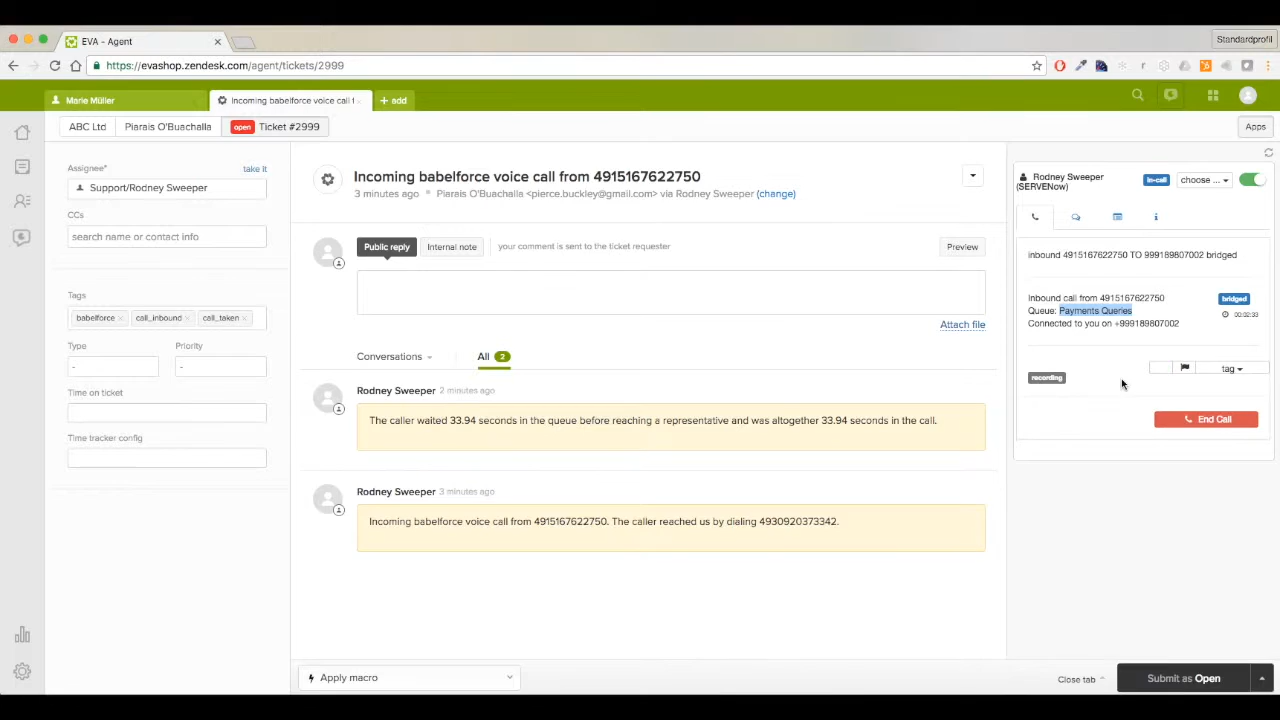 EVA - Agent
Standardprofil
https://evashop.zendesk.com/agent/tickets/2999
Marie Müller
Incoming babelforce voice call f
+ add
ABC Ltd
Piarais O'Buachalla
open Ticket #2999
Apps
Assignee*
take it
Support/Rodney Sweeper
CCs
search name or contact info
Tags
babelforce
call_inbound
call_taken
Type
Priority
-
-
Time on ticket
Time tracker config
Incoming babelforce voice call from 4915167622750
3 minutes ago Piarais O'Buachalla <pierce.buckley@gmail.com> via Rodney Sweeper (change)
Public reply
Internal note
your comment is sent to the ticket requester
Preview
Attach file
Conversations
All 2
Rodney Sweeper 2 minutes ago
The caller waited 33.94 seconds in the queue before reaching a representative and was altogether 33.94 seconds in the call.
Rodney Sweeper 3 minutes ago
Incoming babelforce voice call from 4915167622750. The caller reached us by dialing 4930920373342.
Apply macro
Rodney Sweeper
(SERVENow)
in-call
choose ...
inbound 4915167622750 TO 999189807002 bridged
Inbound call from 4915167622750
bridged
Queue: Payments Queries
00:02:33
Connected to you on +999189807002
recording
tag
End Call
Close tab
Submit as Open